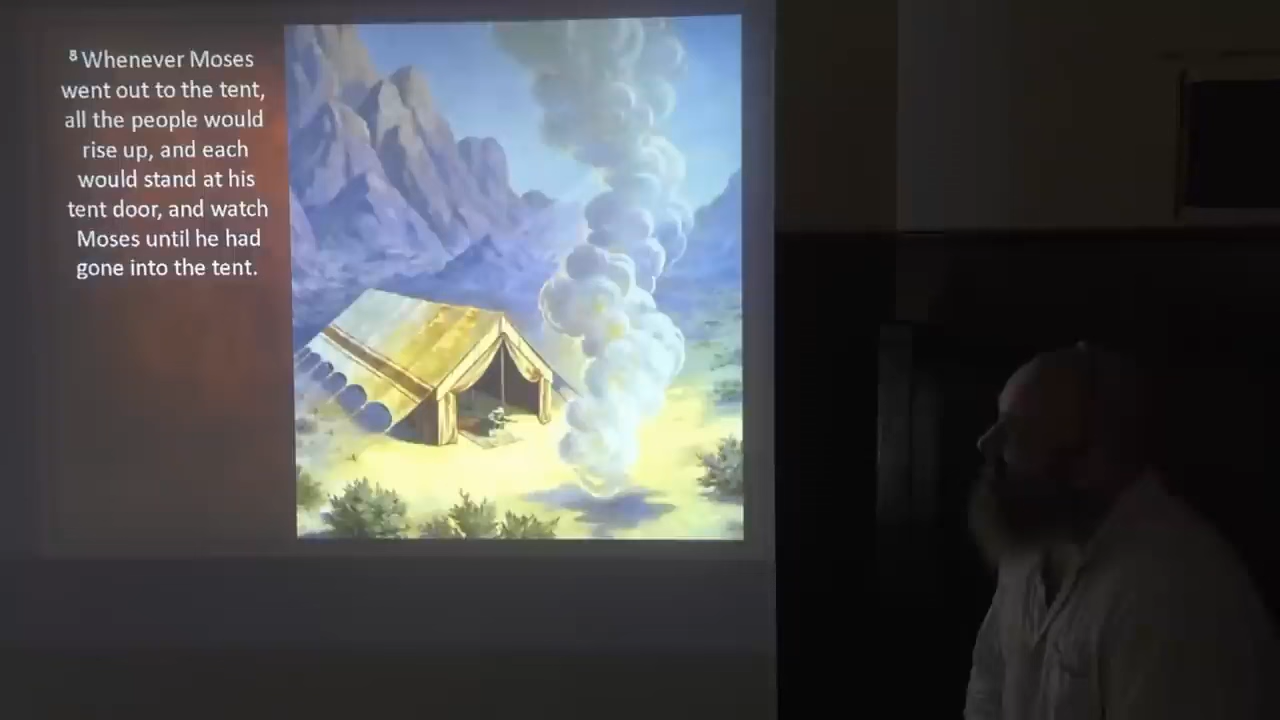 8 Whenever Moses
went out to the tent,
all the people would
rise up, and each
would stand at his
tent door, and watch
Moses until he had
gone into the tent.